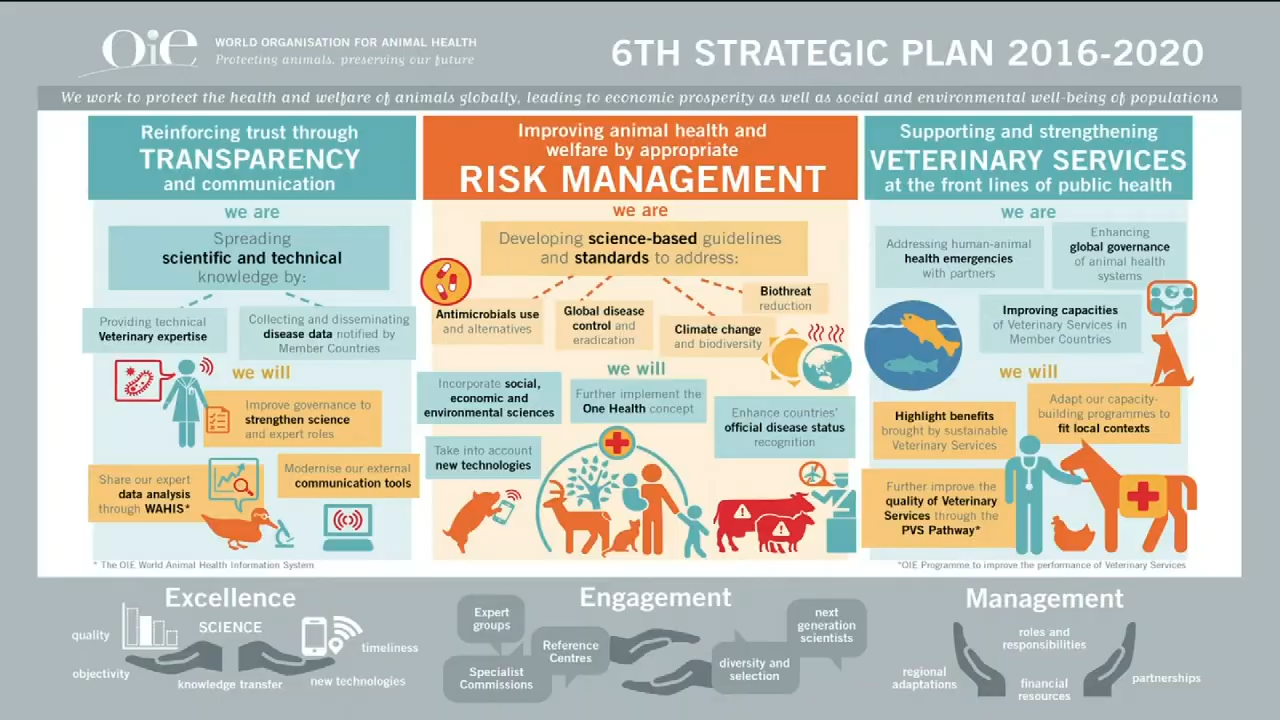 OiE
WORLD ORGANISATION FOR ANIMAL HEALTH
Protecting animals, preserving our future
6TH STRATEGIC PLAN 2016-2020
We work to protect the health and welfare of animals globally, leading to economic prosperity as well as social and environmental well-being of populations
Reinforcing trust through
TRANSPARENCY
and communication
we are
Spreading
scientific and technical
knowledge by:
Providing technical
Veterinary expertise
Collecting and disseminating
disease data notified by
Member Countries
we will
Improve governance to
strengthen science
and expert roles
Share our expert
data analysis
through WAHIS*
Modernise our external
communication tools
* The OIE World Animal Health Information System
Improving animal health and
welfare by appropriate
RISK MANAGEMENT
we are
Developing science-based guidelines
and standards to address:
Antimicrobials use
and alternatives
Global disease
control and
eradication
Climate change
and biodiversity
Biothreat
reduction
we will
Incorporate social,
economic and
environmental sciences
Further implement the
One Health concept
Enhance countries'
official disease status
recognition
Take into account
new technologies
Supporting and strengthening
VETERINARY SERVICES
at the front lines of public health
we are
Addressing human-animal
health emergencies
with partners
Enhancing
global governance
of animal health
systems
Improving capacities
of Veterinary Services in
Member Countries
we will
Highlight benefits
brought by sustainable
Veterinary Services
Adapt our capacity-
building programmes to
fit local contexts
Further improve the
quality of Veterinary
Services through the
PVS Pathway*
*OIE Programme to improve the performance of Veterinary Services
Excellence
quality
SCIENCE
timeliness
objectivity
knowledge transfer
new technologies
Engagement
Expert
groups
Reference
Centres
Specialist
Commissions
next
generation
scientists
diversity and
selection
Management
roles and
responsibilities
regional
adaptations
financial
resources
partnerships